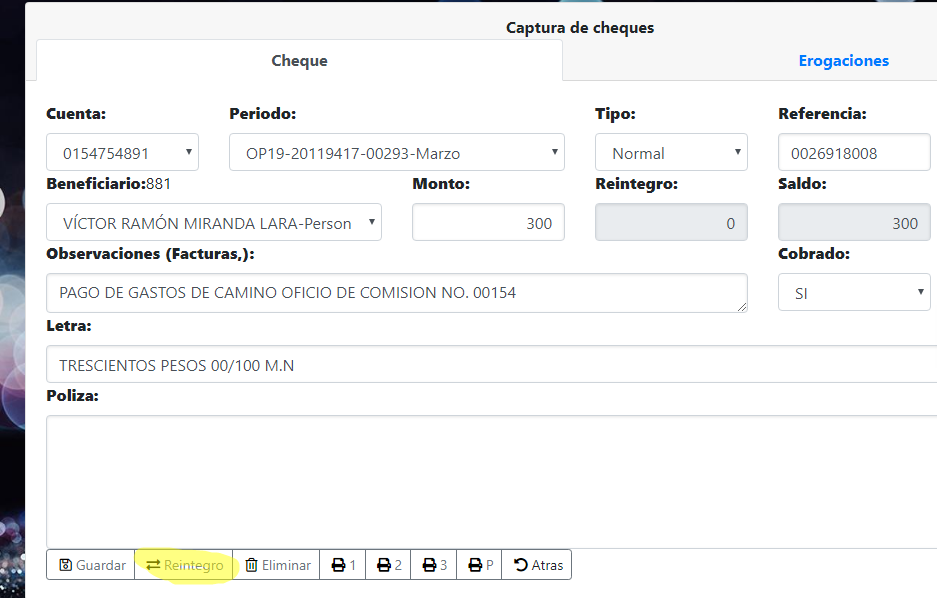 Captura de cheques
Cheque Erogaciones
Cuenta: Periodo: Tipo: Referencia:
0154754891 OP19-20119417-00293-Marzo Normal 0026918008
Beneficiario:881 Monto: Reintegro: Saldo:
VÍCTOR RAMÓN MIRANDA LARA-Person 300 0 300
Observaciones (Facturas,): Cobrado:
PAGO DE GASTOS DE CAMINO OFICIO DE COMISION NO. 00154 SI
Letra:
TRESCIENTOS PESOS 00/100 M.N
Poliza:
Guardar Reintegro Eliminar 1 2 3 P Atras